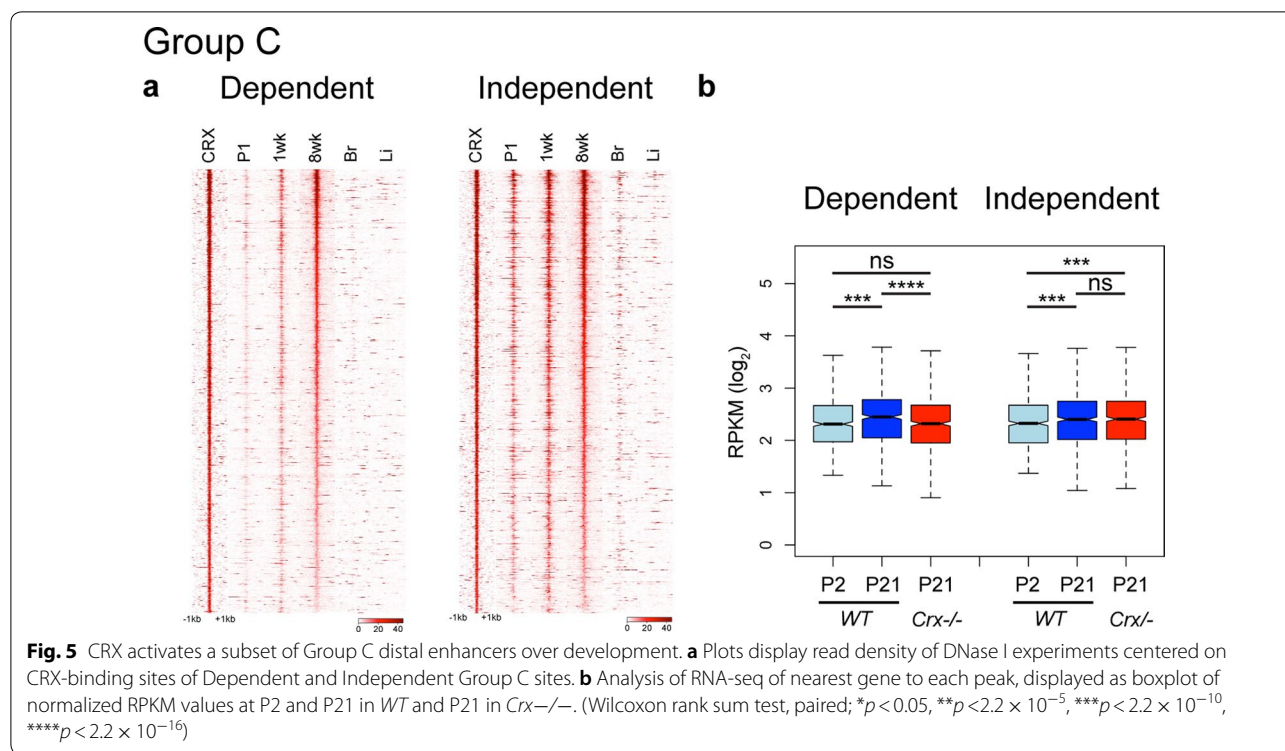 Group C
a Dependent Independent b
CRX P1 1wk 8wk Br Li CRX P1 1wk 8wk Br Li
Dependent Independent
ns ***
*** **** *** ns
RPKM (log2)
5
4
3
2
1
0
P2 P21 P21 P2 P21 P21
WT Crx-/- WT Crx/-
-1kb +1kb 0 20 40 -1kb +1kb 0 20 40
Fig. 5 CRX activates a subset of Group C distal enhancers over development. a Plots display read density of DNase I experiments centered on
CRX-binding sites of Dependent and Independent Group C sites. b Analysis of RNA-seq of nearest gene to each peak, displayed as boxplot of
normalized RPKM values at P2 and P21 in WT and P21 in Crx−/−. (Wilcoxon rank sum test, paired; *p < 0.05, **p < 2.2 × 10−5, ***p < 2.2 × 10−10,
****p < 2.2 × 10−16)